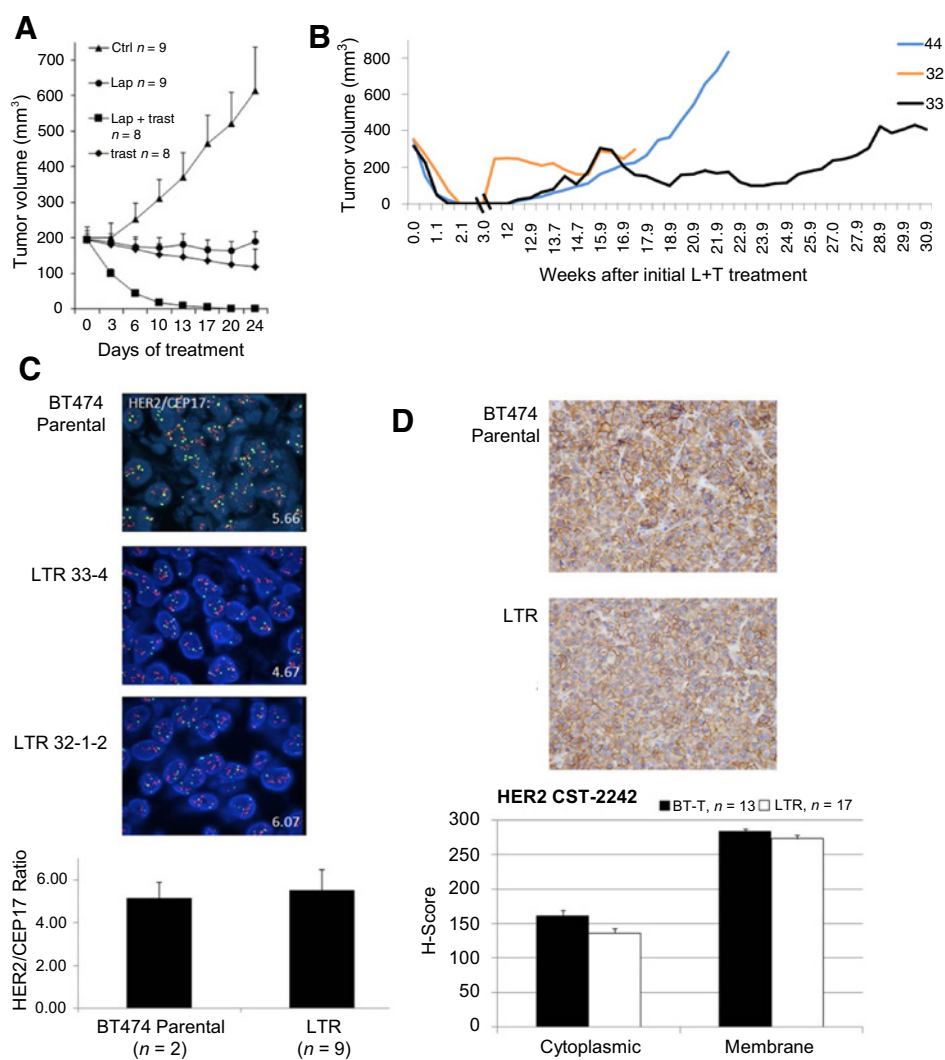 A
Tumor volume (mm3)
700
600
500
400
300
200
100
0
Ctrl n = 9
Lap n = 9
Lap + trast
n = 8
trast n = 8
0 3 6 10 13 17 20 24
Days of treatment
B
Tumor volume (mm3)
800
600
400
200
0
44
32
33
0.0 1.1 2.1 3.0 12 12.9 13.7 14.7 15.9 16.9 17.9 18.9 20.9 21.9 22.9 23.9 24.9 25.9 27.0 27.9 28.9 29.9 30.9
Weeks after initial L+T treatment
C
BT474
Parental
HER2/CEP17:
5.66
LTR 33-4
4.67
LTR 32-1-2
6.07
HER2/CEP17 Ratio
6.00
4.00
2.00
0.00
BT474 Parental
(n = 2)
LTR
(n = 9)
D
BT474
Parental
LTR
HER2 CST-2242
BT-T, n = 13 LTR, n = 17
H-Score
300
250
200
150
100
50
0
Cytoplasmic Membrane